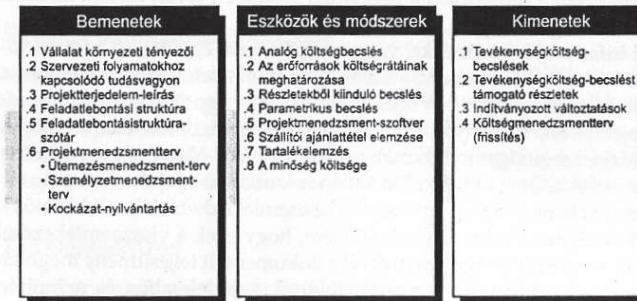 Bemenetek
.1 Vállalat környezeti tényezői
.2 Szervezeti folyamatokhoz
kapcsolódó tudásvagyon
.3 Projektterjedelem-leírás
.4 Feladatlebontási struktúra
.5 Feladatlebontásistruktúra-
szótár
.6 Projektmenedzsmentterv
• Ütemezésmenedzsment-terv
• Személyzetmenedzsment-
terv
• Kockázat-nyilvántartás
Eszközök és módszerek
.1 Analóg költségbecslés
.2 Az erőforrások költségrátáinak
meghatározása
.3 Részletekből kiinduló becslés
.4 Parametrikus becslés
.5 Projektmenedzsment-szoftver
.6 Szállítói ajánlattétel elemzése
.7 Tartalékelemzés
.8 A minőség költsége
Kimenetek
.1 Tevékenységköltség-
becslések
.2 Tevékenységköltség-becslést
támogató részletek
.3 Indítványozott változtatások
.4 Költségmenedzsmentterv
(frissítés)